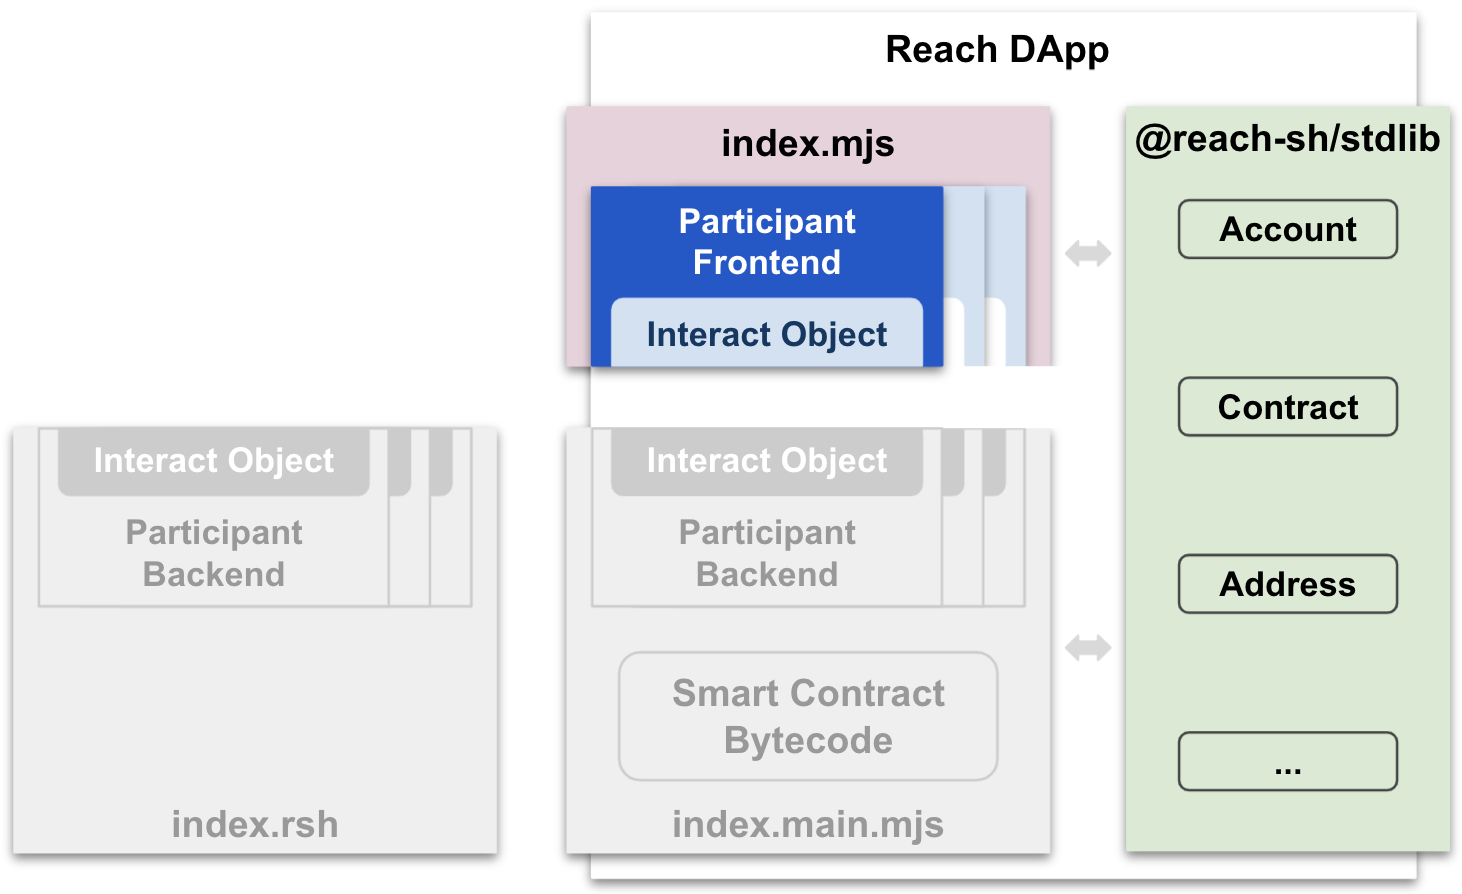 Reach DApp
index.mjs
Participant
Frontend
Interact Object
@reach-sh/stdlib
Account
Contract
Address
...
Interact Object
Participant
Backend
index.rsh
Interact Object
Participant
Backend
Smart Contract
Bytecode
index.main.mjs